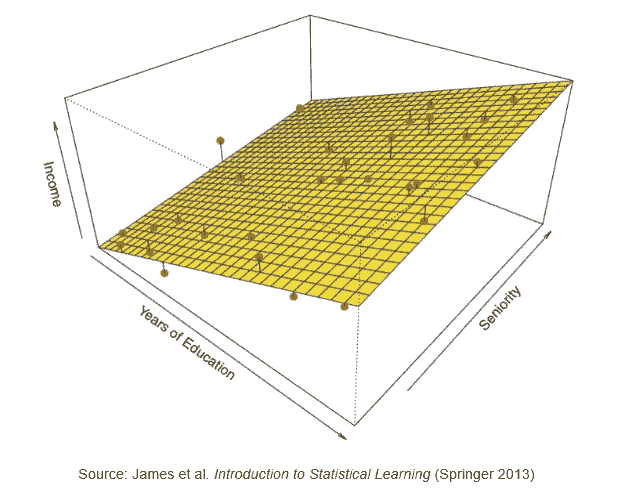 Income
Years of Education
Seniority
Source: James et al. Introduction to Statistical Learning (Springer 2013)